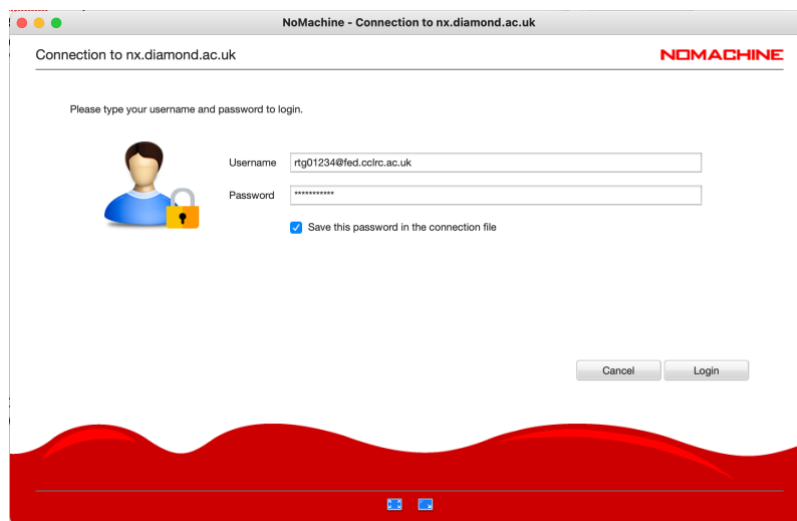 NoMachine - Connection to nx.diamond.ac.uk
Connection to nx.diamond.ac.uk
NOMACHINE
Please type your username and password to login.
Username rtg01234@fed.cclrc.ac.uk
Password ***********
Save this password in the connection file
Cancel Login